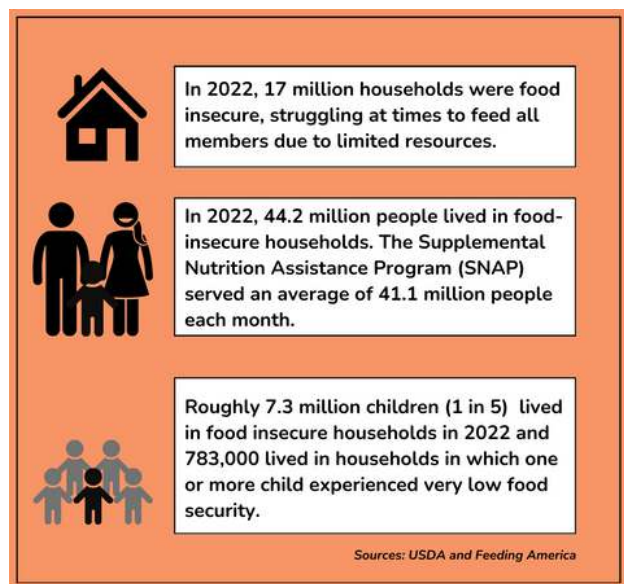 In 2022, 17 million households were food
insecure, struggling at times to feed all
members due to limited resources.
In 2022, 44.2 million people lived in food-
insecure households. The Supplemental
Nutrition Assistance Program (SNAP)
served an average of 41.1 million people
each month.
Roughly 7.3 million children (1 in 5) lived
in food insecure households in 2022 and
783,000 lived in households in which one
or more child experienced very low food
security.
Sources: USDA and Feeding America